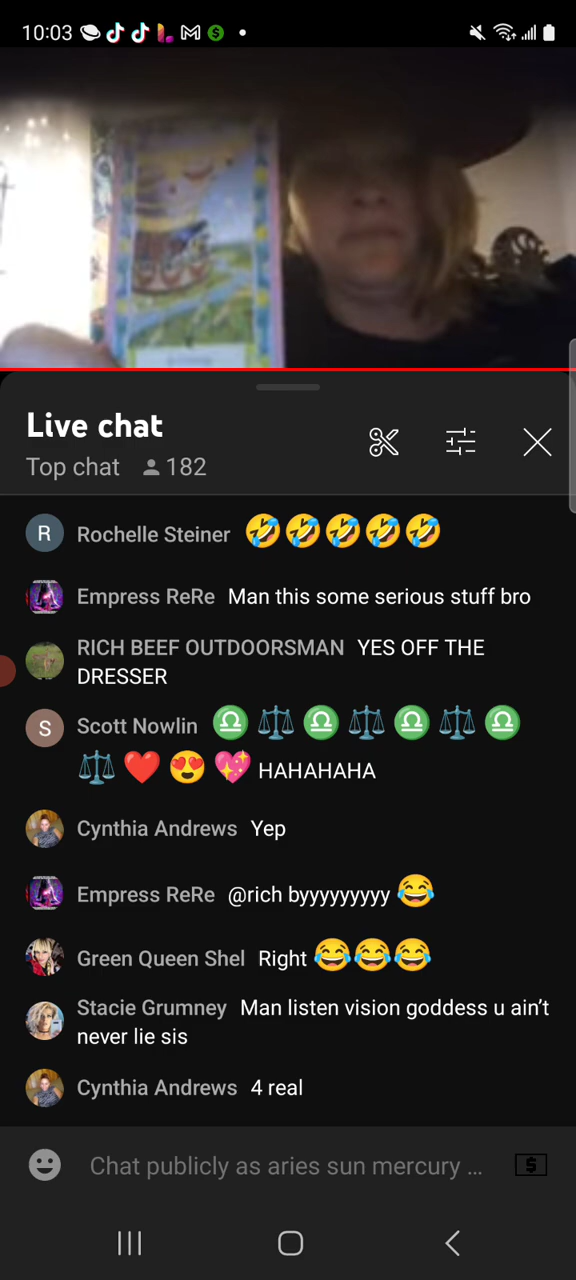 10:03
Live chat
Top chat 182
R Rochelle Steiner 🤣🤣🤣🤣🤣
Empress ReRe Man this some serious stuff bro
RICH BEEF OUTDOORSMAN YES OFF THE
DRESSER
S Scott Nowlin ♎⚖️♎⚖️♎⚖️♎
⚖️❤️😍💖 HAHAHAHA
Cynthia Andrews Yep
Empress ReRe @rich byyyyyyyyy 😂
Green Queen Shel Right 😂😂😂
Stacie Grumney Man listen vision goddess u ain't
never lie sis
Cynthia Andrews 4 real
Chat publicly as aries sun mercury ...